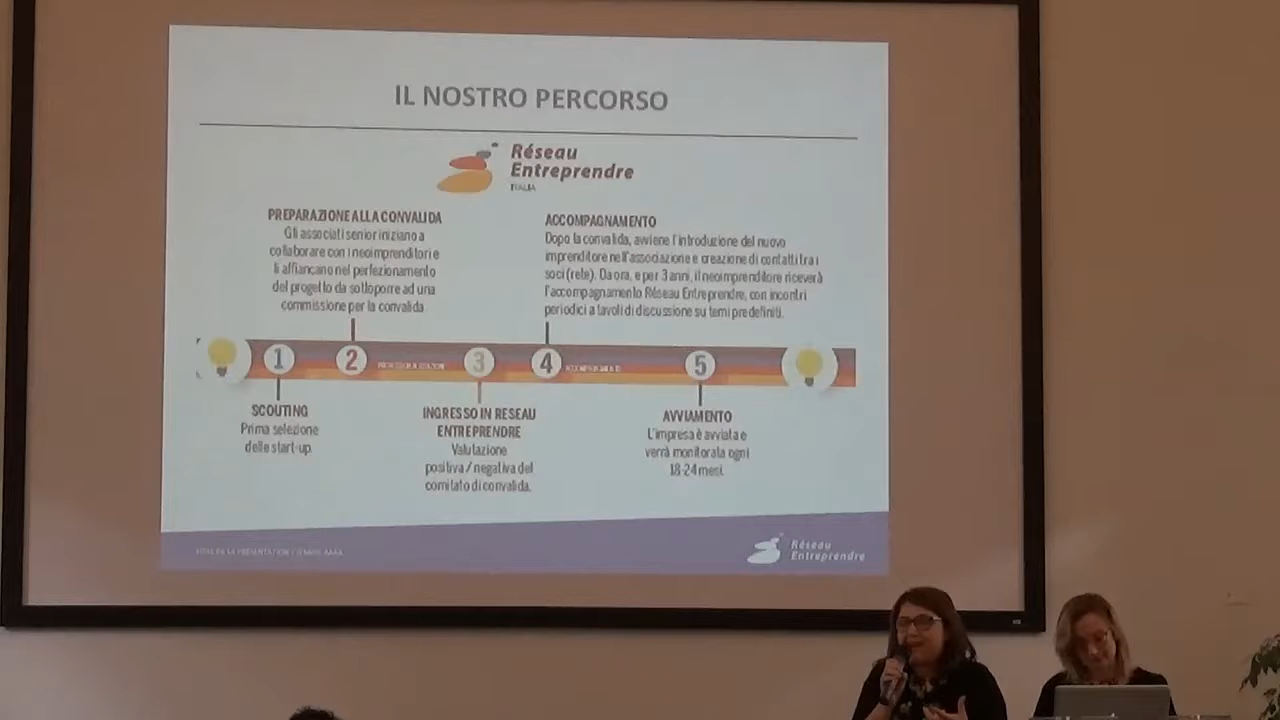 IL NOSTRO PERCORSO
Réseau
Entreprendre
ITALIA
PREPARAZIONE ALLA CONVALIDA
Gli associati senior iniziano a
collaborare con i neoimprenditori e
li affiancano nel perfezionamento
del progetto da sottoporre ad una
commissione per la convalida
ACCOMPAGNAMENTO
Dopo la convalida, avviene l'introduzione del nuovo
imprenditore nell'associazione e creazione di contatti tra i
soci (rete). Da ora, e per 3 anni, il neoimprenditore riceverà
l'accompagnamento Réseau Entreprendre, con incontri
periodici a tavoli di discussione su temi predefiniti.
1
2
3
4
5
SCOUTING
Prima selezione
delle start-up
INGRESSO IN RESEAU
ENTREPRENDRE
Valutazione
positiva / negativa del
comitato di convalida.
AVVIAMENTO
L'impresa è avviata e
verrà monitorata ogni
18-24 mesi.
Réseau
Entreprendre